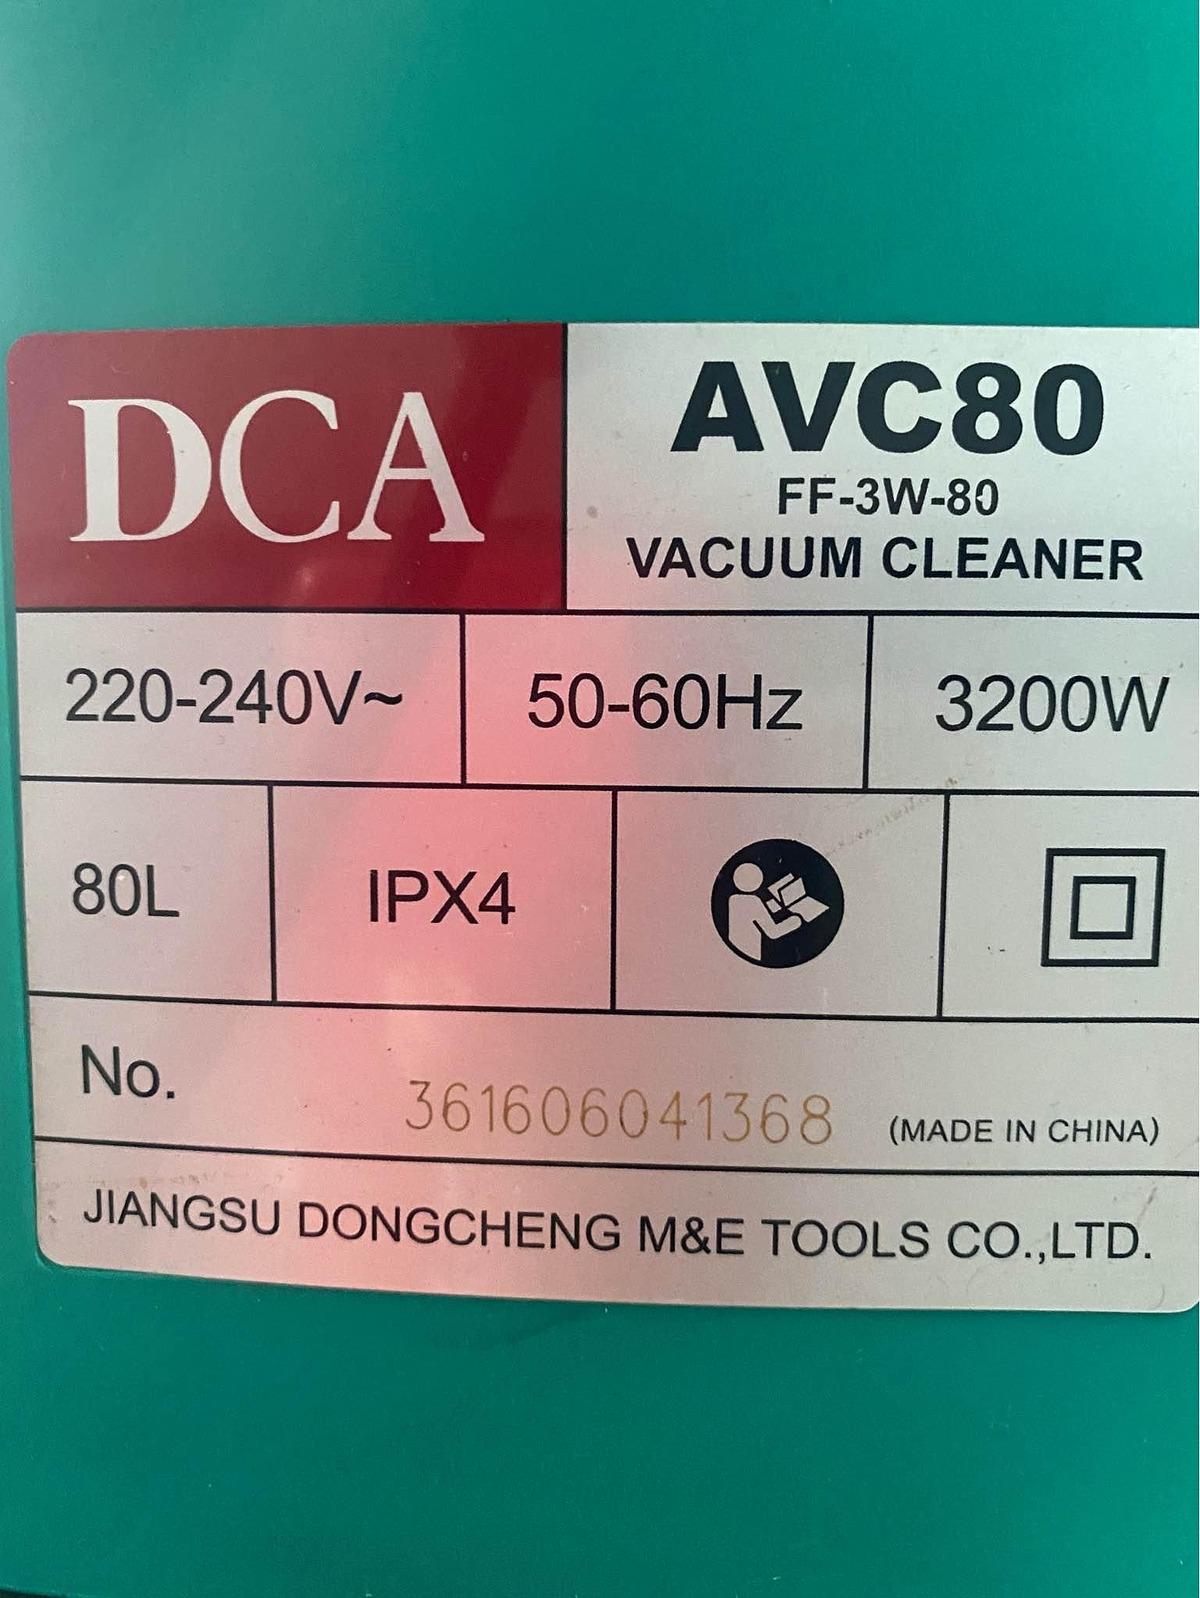 DCA
AVC80
FF-3W-80
VACUUM CLEANER
220-240V~
50-60Hz
3200W
80L
IPX4
No.
361606041368
(MADE IN CHINA)
JIANGSU DONGCHENG M&E TOOLS CO.,LTD.